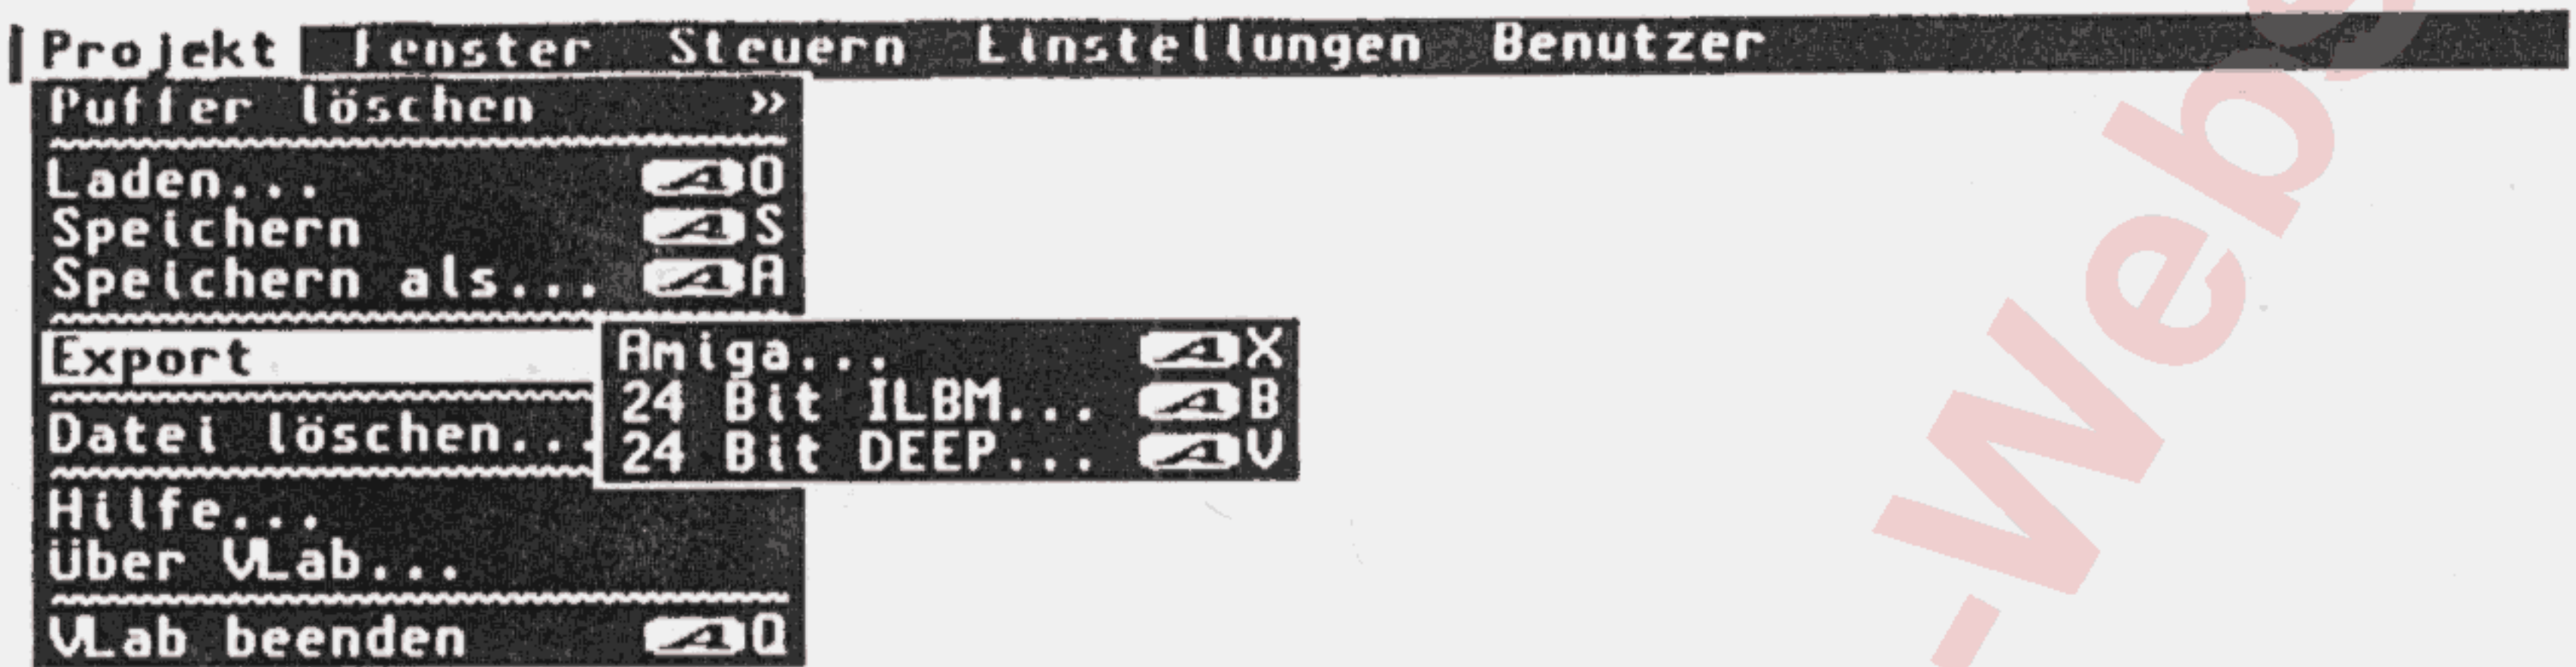 Projekt Fenster Steuern Einstellungen Benutzer
Puffer löschen »
Laden... A O
Speichern A S
Speichern als... A A
Export
Amiga... A X
24 Bit ILBM... A B
24 Bit DEEP... A V
Datei löschen...
Hilfe...
Über VLab...
VLab beenden A Q
-Web